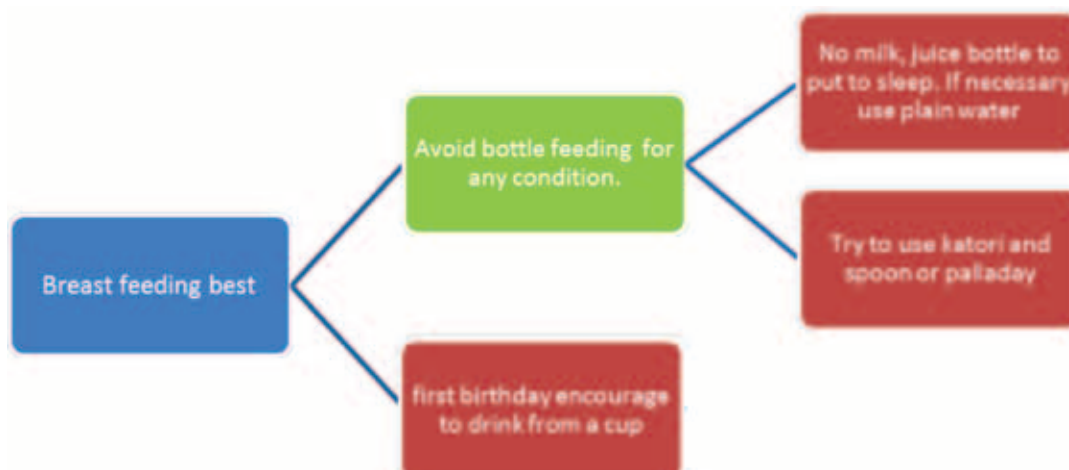 No milk, juice bottle to
put to sleep. If necessary
use plain water
Avoid bottle feeding for
any condition.
Try to use katori and
spoon or palladay
Breast feeding best
first birthday encourage
to drink from a cup